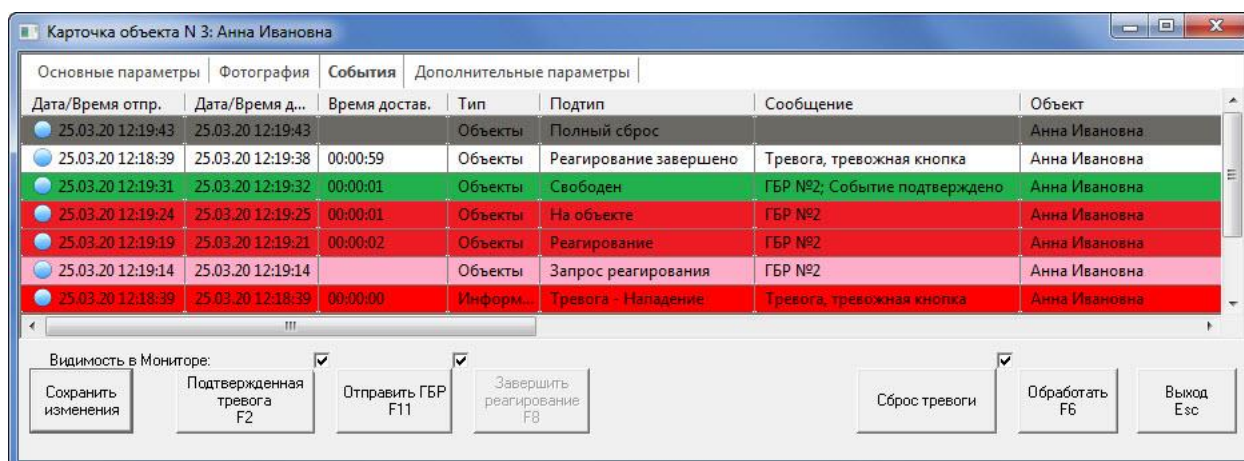 Карточка объекта N 3: Анна Ивановна
Основные параметры Фотография События Дополнительные параметры
Дата/Время отпр. Дата/Время д... Время достав. Тип Подтип Сообщение Объект
25.03.20 12:19:43 25.03.20 12:19:43 Объекты Полный сброс Анна Ивановна
25.03.20 12:18:39 25.03.20 12:19:38 00:00:59 Объекты Реагирование завершено Тревога, тревожная кнопка Анна Ивановна
25.03.20 12:19:31 25.03.20 12:19:32 00:00:01 Объекты Свободен ГБР №2; Событие подтверждено Анна Ивановна
25.03.20 12:19:24 25.03.20 12:19:25 00:00:01 Объекты На объекте ГБР №2 Анна Ивановна
25.03.20 12:19:19 25.03.20 12:19:21 00:00:02 Объекты Реагирование ГБР №2 Анна Ивановна
25.03.20 12:19:14 25.03.20 12:19:14 Объекты Запрос реагирования ГБР №2 Анна Ивановна
25.03.20 12:18:39 25.03.20 12:18:39 00:00:00 Информ... Тревога - Нападение Тревога, тревожная кнопка Анна Ивановна
Видимость в Мониторе:
Сохранить
изменения
Подтвержденная
тревога
F2
Отправить ГБР
F11
Завершить
реагирование
F8
Сброс тревоги
Обработать
F6
Выход
Esc